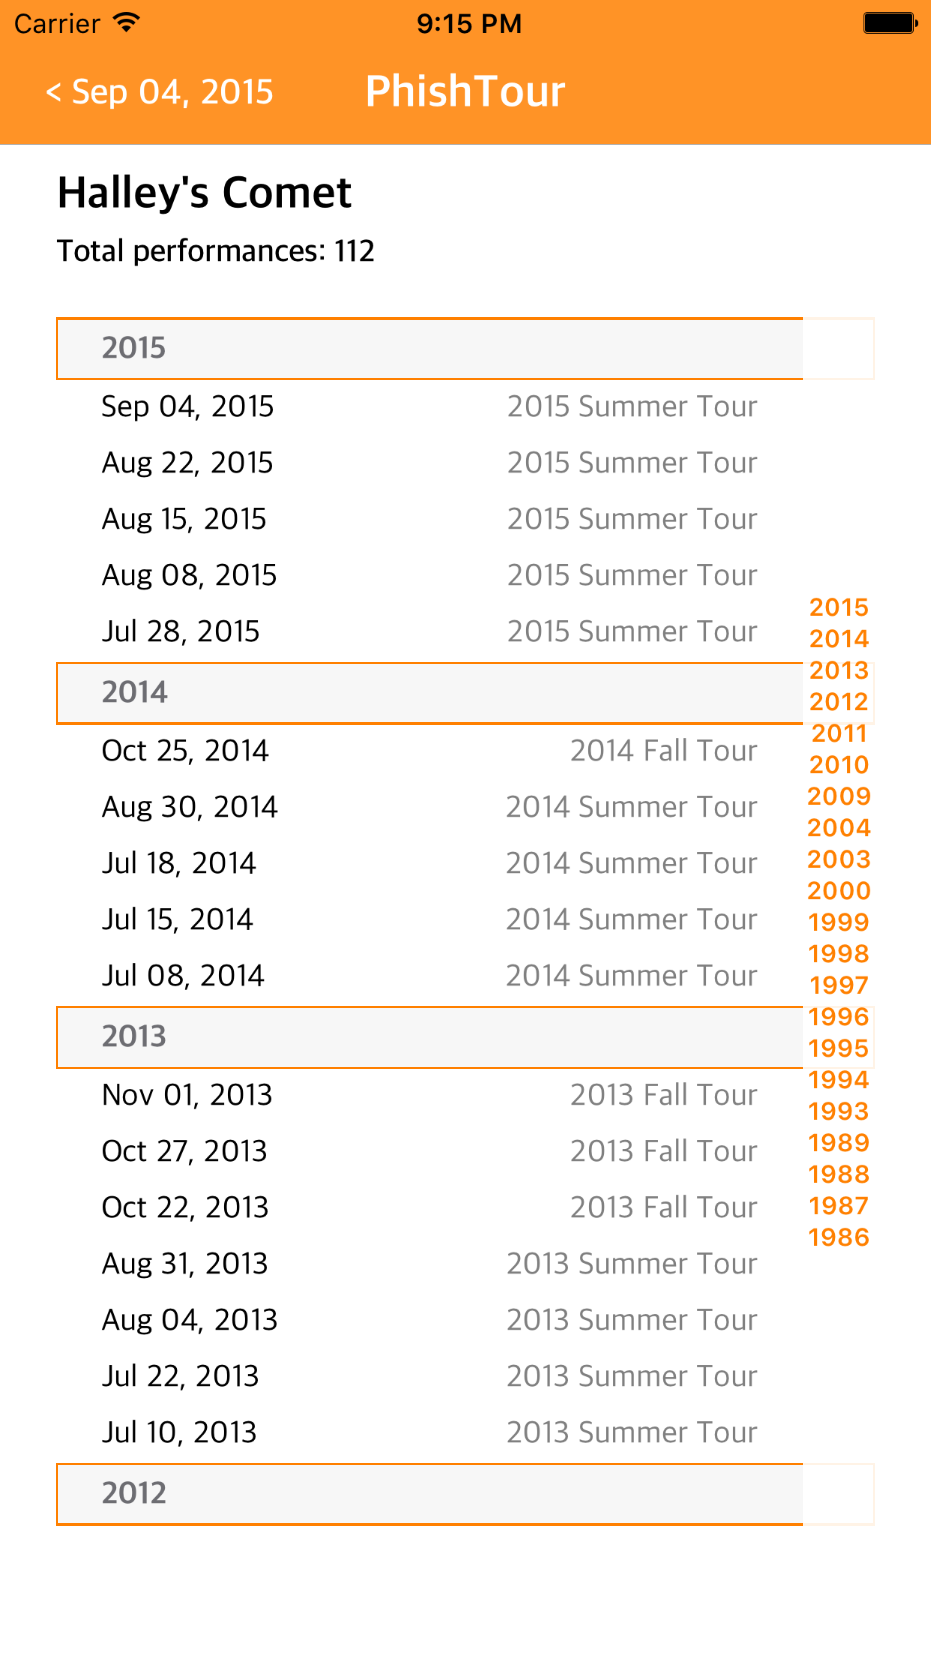 Carrier 9:15 PM
< Sep 04, 2015 PhishTour
Halley's Comet
Total performances: 112
2015
Sep 04, 2015 2015 Summer Tour
Aug 22, 2015 2015 Summer Tour
Aug 15, 2015 2015 Summer Tour
Aug 08, 2015 2015 Summer Tour
Jul 28, 2015 2015 Summer Tour
2014
Oct 25, 2014 2014 Fall Tour
Aug 30, 2014 2014 Summer Tour
Jul 18, 2014 2014 Summer Tour
Jul 15, 2014 2014 Summer Tour
Jul 08, 2014 2014 Summer Tour
2013
Nov 01, 2013 2013 Fall Tour
Oct 27, 2013 2013 Fall Tour
Oct 22, 2013 2013 Fall Tour
Aug 31, 2013 2013 Summer Tour
Aug 04, 2013 2013 Summer Tour
Jul 22, 2013 2013 Summer Tour
Jul 10, 2013 2013 Summer Tour
2012
2015
2014
2013
2012
2011
2010
2009
2004
2003
2000
1999
1998
1997
1996
1995
1994
1993
1989
1988
1987
1986